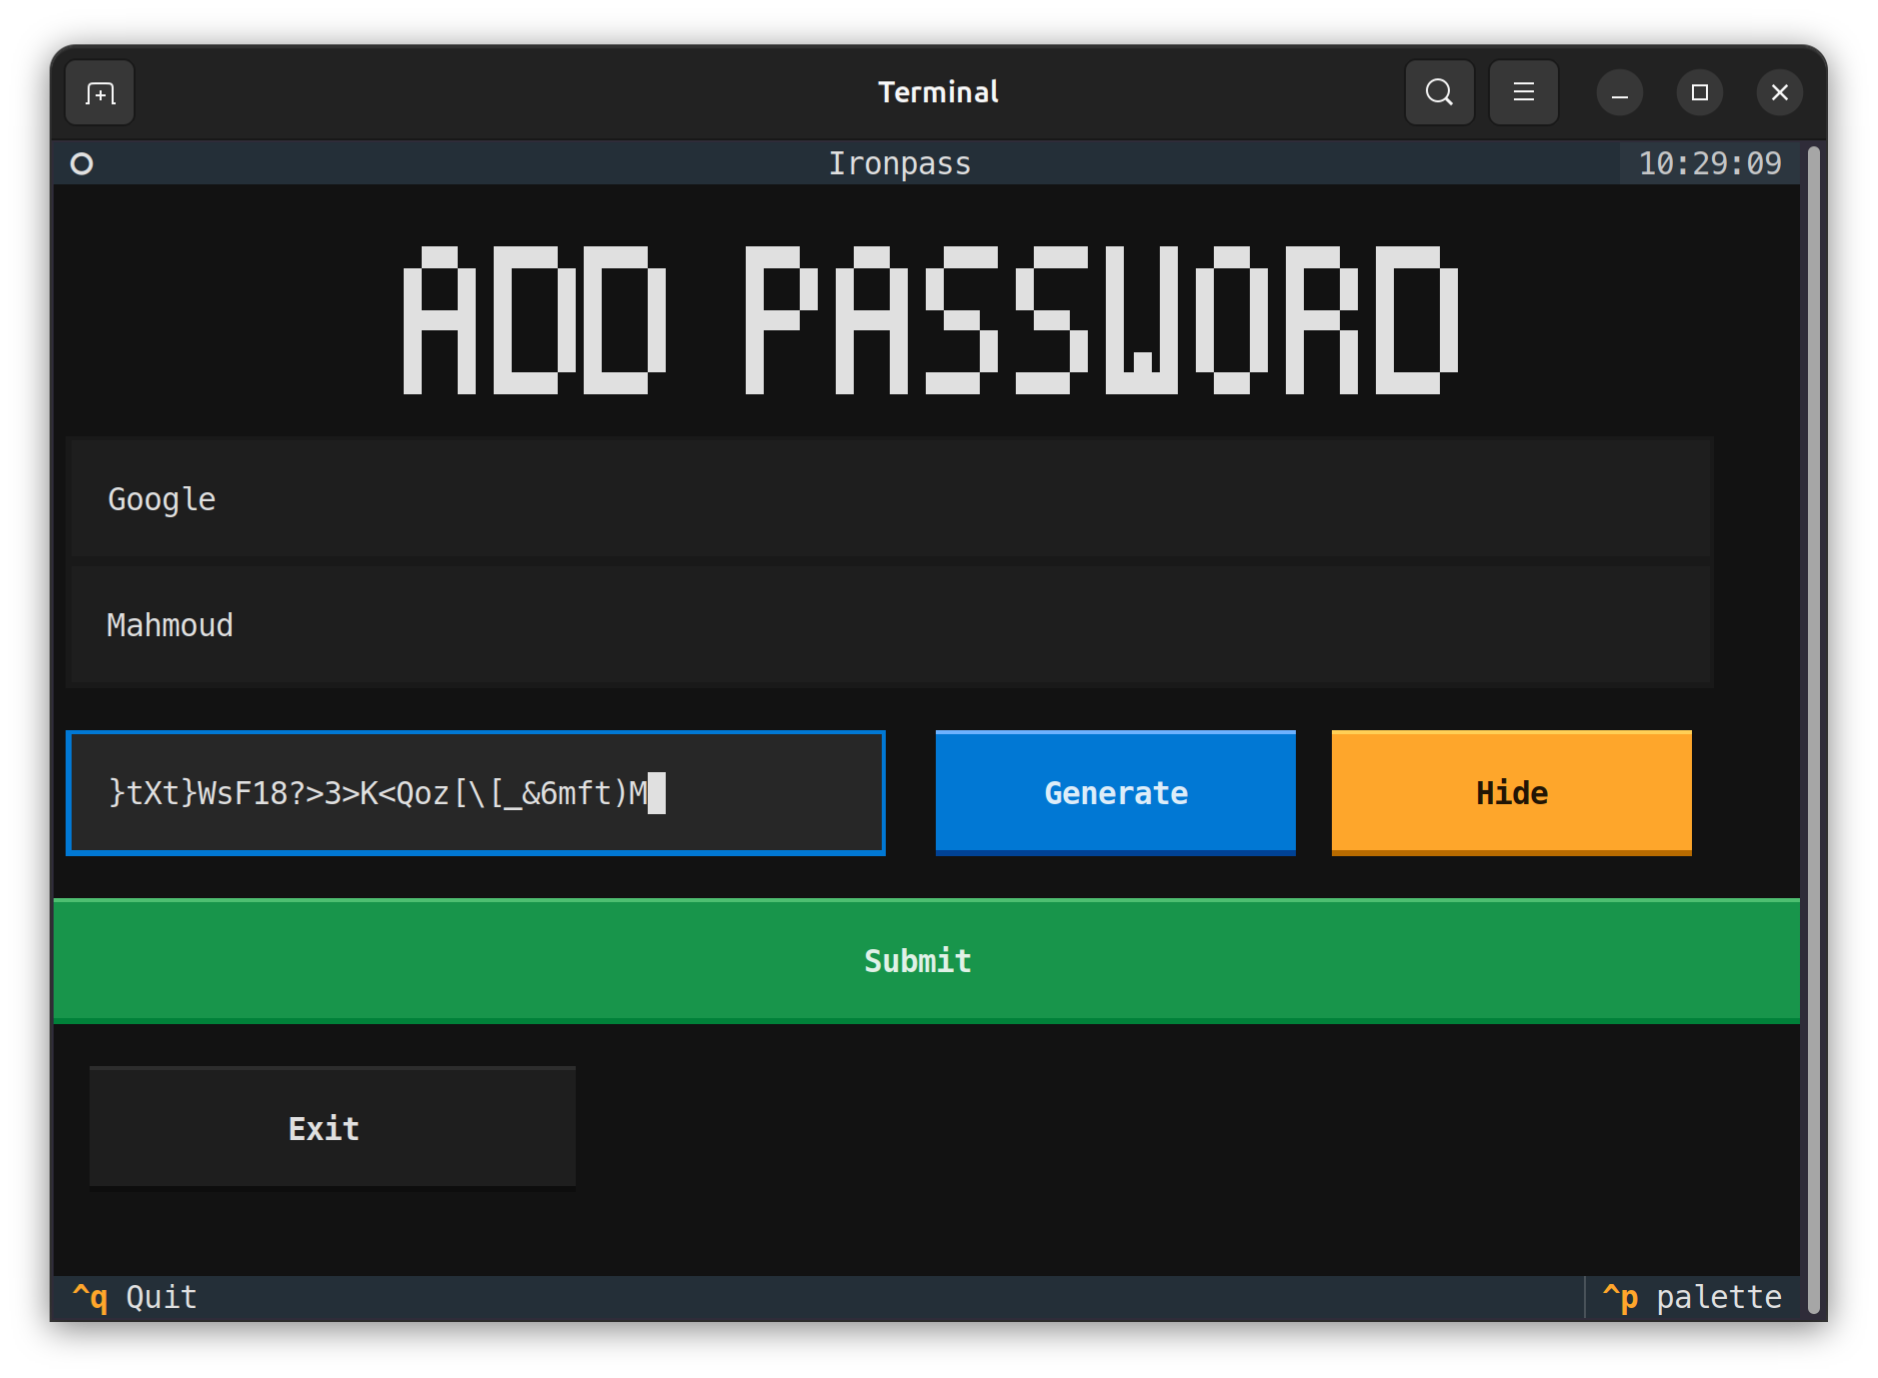 Terminal
Ironpass 10:29:09
ADD PASSWORD
Google
Mahmoud
}tXt}WsF18?>3>K<Qoz[\[_&6mft)M Generate Hide
Submit
Exit
^q Quit ^p palette